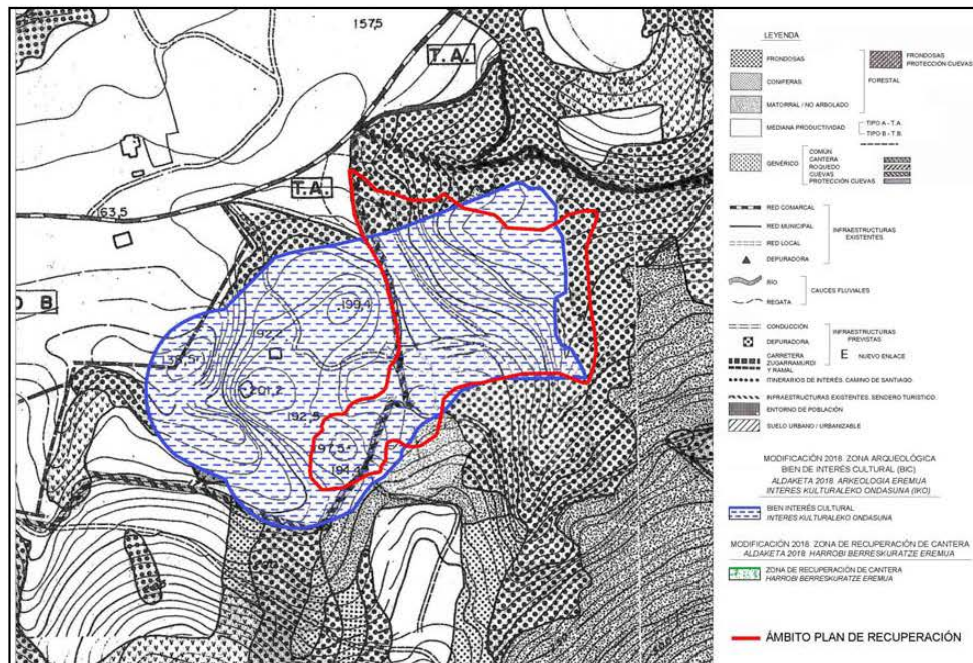 157,5
T. A.
T.A.
163,5
O B
199,4
192,2
201,2
192,5
197,5
LEYENDA
FRONDOSAS
CONIFERAS
MATORRAL / NO ARBOLADO
FORESTAL
FRONDOSAS
PROTECCIÓN CUEVAS
MEDIANA PRODUCTIVIDAD
TIPO A - T.A.
TIPO B - T.B.
GENÉRICO
COMÚN
CANTERA
ROQUEDO
CUEVAS
PROTECCIÓN CUEVAS
RED COMARCAL
RED MUNICIPAL
RED LOCAL
DEPURADORA
INFRAESTRUCTURAS
EXISTENTES
RIO
REGATA
CAUCES FLUVIALES
CONDUCCIÓN
DEPURADORA
CARRETERA
ZUGARRAMURDI
Y RAMAL
INFRAESTRUCTURAS
PREVISTAS
E NUEVO ENLACE
ITINERARIOS DE INTERÉS. CAMINO DE SANTIAGO.
INFRAESTRUCTURAS EXISTENTES. SENDERO TURISTICO.
ENTORNO DE POBLACIÓN
SUELO URBANO / URBANIZABLE
MODIFICACIÓN 2018. ZONA ARQUEOLÓGICA
BIEN DE INTERÉS CULTURAL (BIC)
ALDAKETA 2018. ARKEOLOGIA EREMUA
INTERES KULTURALEKO ONDASUNA (IKO)
BIEN INTERÉS CULTURAL
INTERES KULTURALEKO ONDASUNA
MODIFICACIÓN 2018. ZONA DE RECUPERACIÓN DE CANTERA
ALDAKETA 2018. HARROBI BERRESKURATZE EREMUA
ZONA DE RECUPERACIÓN DE CANTERA
HARROBI BERRESKURATZE EREMUA
ÁMBITO PLAN DE RECUPERACIÓN